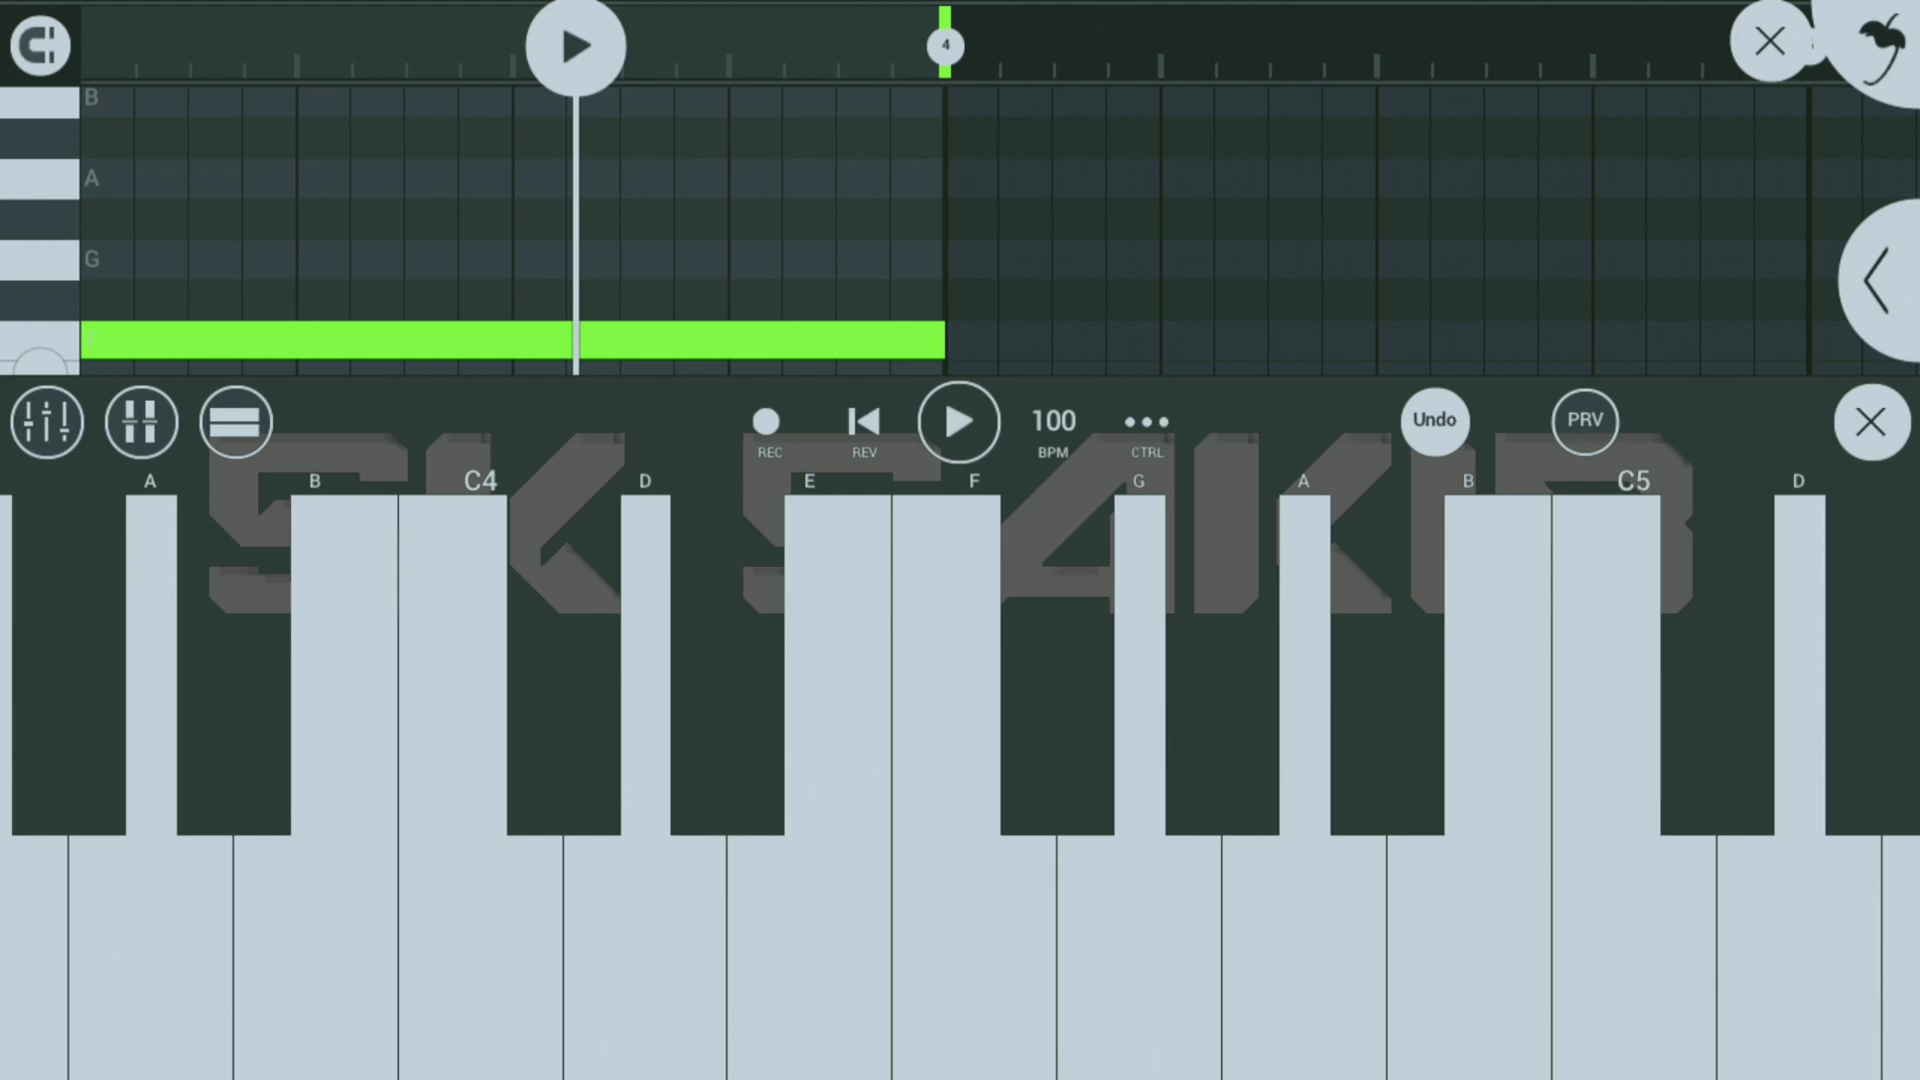 4
B
A
G
100
Undo
PRV
REC
REV
BPM
CTRL
A B C4 D E F G A B C5 D